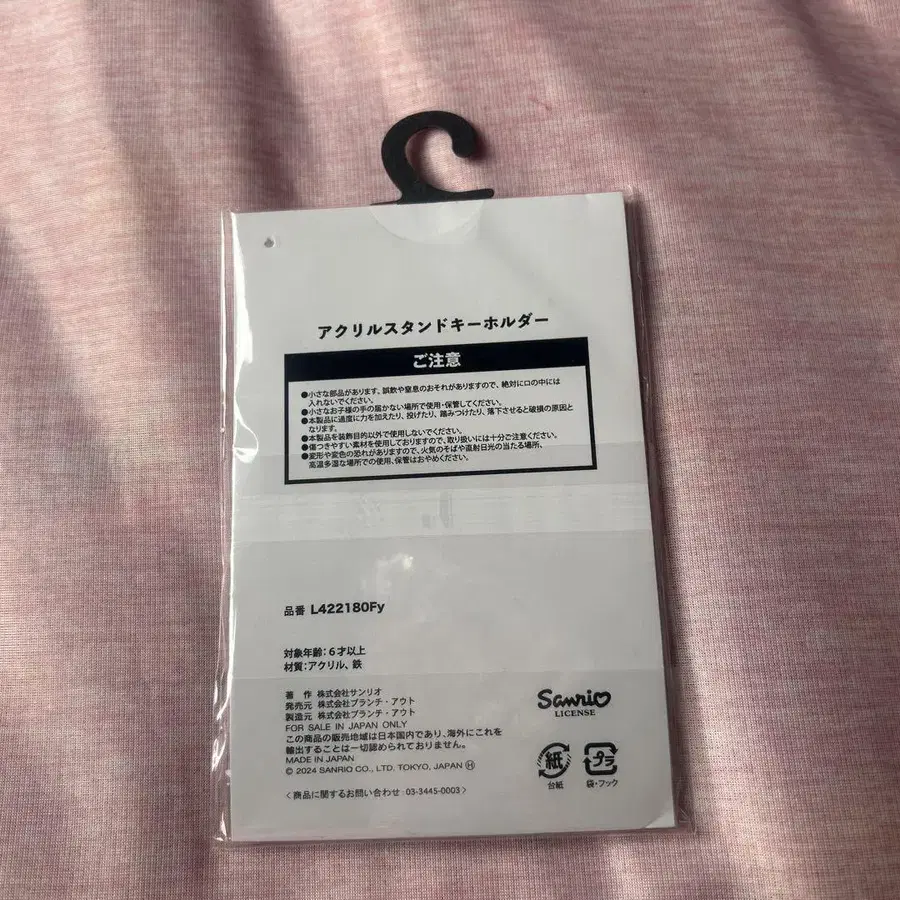 アクリルスタンドキーホルダー
ご注意
●小さな部品があります、誤飲や窒息のおそれがありますので、絶対に口の中には
入れないでください。
●小さなお子様の手の届かない場所で使用・保管してください。
●本製品に過度に力を加えたり、投げたり、踏みつけたり、落下させると破損の原因と
なります。
●本製品を装飾目的以外で使用しないでください。
●傷つきやすい素材を使用しておりますので、取り扱いには十分ご注意ください。
●変形や変色の恐れがありますので、火気のそばや直射日光の当たる場所、
高温多湿な場所での使用、保管はおやめください。
品番 L422180Fy
対象年齢：6才以上
材質：アクリル、鉄
著 作 株式会社サンリオ
発売元 株式会社ブランチ・アウト
製造元 株式会社ブランチ・アウト
FOR SALE IN JAPAN ONLY
この商品の販売地域は日本国内であり、海外にこれを
輸出することは一切認められておりません。
MADE IN JAPAN
© 2024 SANRIO CO., LTD. TOKYO, JAPAN Ⓗ
〈商品に関するお問い合わせ：03-3445-0003〉
Sanrio
LICENSE
紙
台紙
プラ
袋・フック